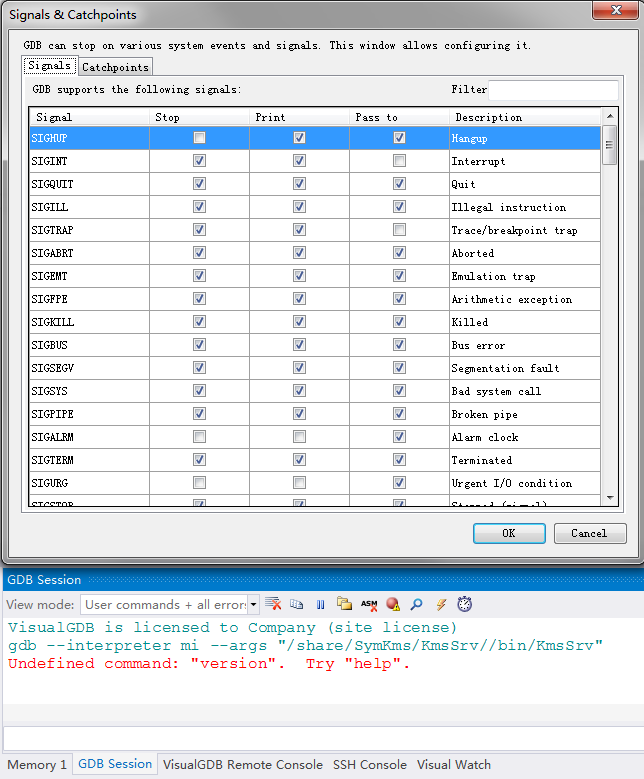 Signals & Catchpoints
GDB can stop on various system events and signals. This window allows configuring it.
Signals Catchpoints
GDB supports the following signals: Filter
Signal Stop Print Pass to Description
SIGHUP Hangup
SIGINT Interrupt
SIGQUIT Quit
SIGILL Illegal instruction
SIGTRAP Trace/breakpoint trap
SIGABRT Aborted
SIGEMT Emulation trap
SIGFPE Arithmetic exception
SIGKILL Killed
SIGBUS Bus error
SIGSEGV Segmentation fault
SIGSYS Bad system call
SIGPIPE Broken pipe
SIGALRM Alarm clock
SIGTERM Terminated
SIGURG Urgent I/O condition
SIGSTOP Stopped (signal)
OK Cancel
GDB Session
View mode: User commands + all errors ASM
VisualGDB is licensed to Company (site license)
gdb --interpreter mi --args "/share/SymKms/KmsSrv//bin/KmsSrv"
Undefined command: "version".  Try "help".
Memory 1 GDB Session VisualGDB Remote Console SSH Console Visual Watch